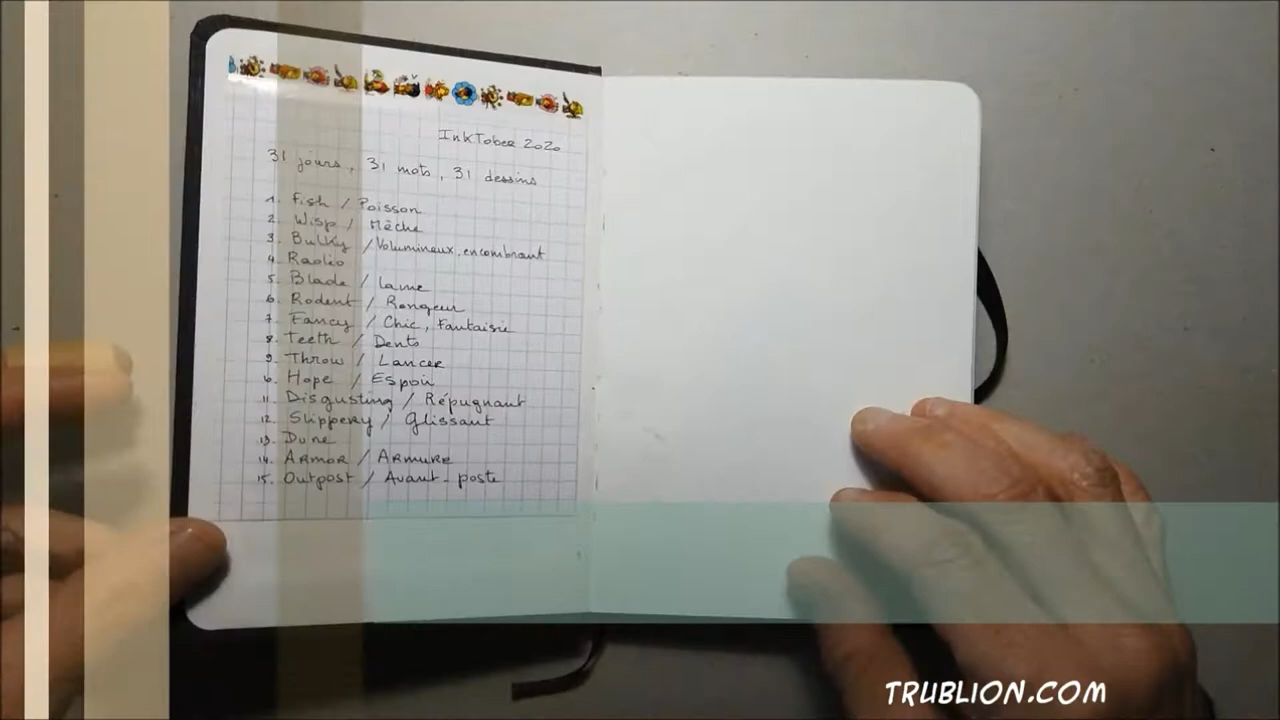 InkTober 2020
31 jours, 31 mots, 31 dessins
1. Fish / Poisson
2. Wisp / Mèche
3. Bulky / Volumineux, encombrant
4. Radio
5. Blade / Lame
6. Rodent / Rongeur
7. Fancy / Chic, Fantaisie
8. Teeth / Dents
9. Throw / Lancer
10. Hope / Espoir
11. Disgusting / Répugnant
12. Slippery / Glissant
13. Dune
14. Armor / Armure
15. Outpost / Avant-poste
TRUBLION.COM